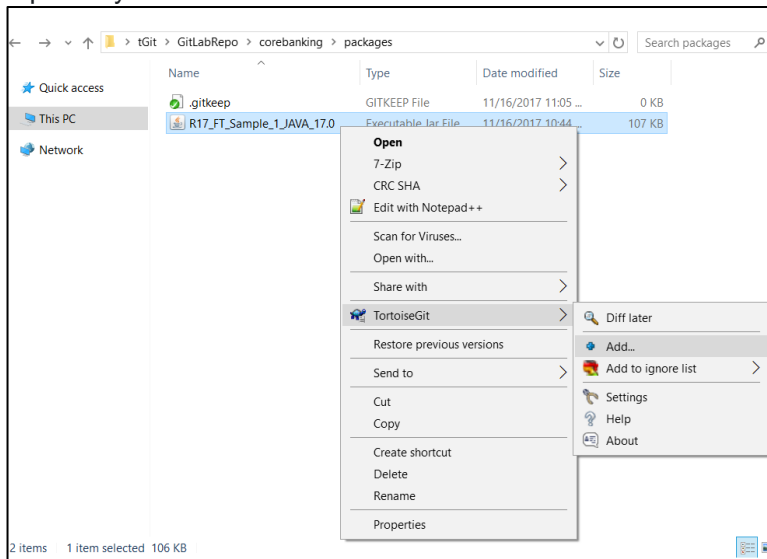 tGit > GitLabRepo > corebanking > packages
Search packages
Name Type Date modified Size
Quick access
This PC
Network
.gitkeep GITKEEP File 11/16/2017 11:05 ... 0 KB
R17_FT_Sample_1_JAVA_17.0 Executable Jar File 11/16/2017 10:44 ... 107 KB
Open
7-Zip
CRC SHA
Edit with Notepad++
Scan for Viruses...
Open with...
Share with
TortoiseGit
Restore previous versions
Send to
Cut
Copy
Create shortcut
Delete
Rename
Properties
Diff later
Add...
Add to ignore list
Settings
Help
About
2 items 1 item selected 106 KB